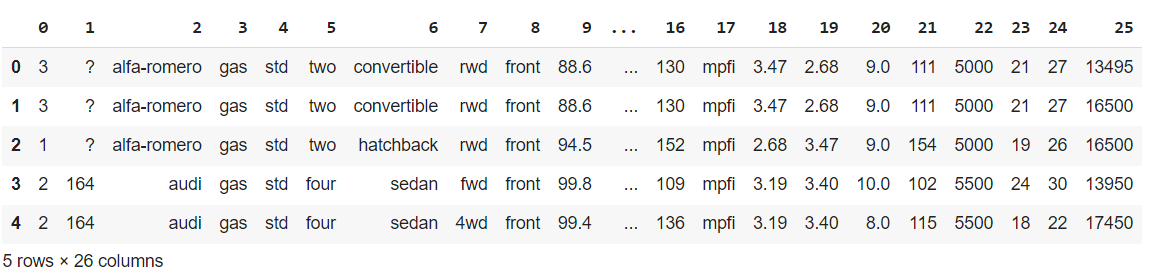 0 1 2 3 4 5 6 7 8 9 ... 16 17 18 19 20 21 22 23 24 25
0 3 ? alfa-romero gas std two convertible rwd front 88.6 ... 130 mpfi 3.47 2.68 9.0 111 5000 21 27 13495
1 3 ? alfa-romero gas std two convertible rwd front 88.6 ... 130 mpfi 3.47 2.68 9.0 111 5000 21 27 16500
2 1 ? alfa-romero gas std two hatchback rwd front 94.5 ... 152 mpfi 2.68 3.47 9.0 154 5000 19 26 16500
3 2 164 audi gas std four sedan fwd front 99.8 ... 109 mpfi 3.19 3.40 10.0 102 5500 24 30 13950
4 2 164 audi gas std four sedan 4wd front 99.4 ... 136 mpfi 3.19 3.40 8.0 115 5500 18 22 17450
5 rows × 26 columns